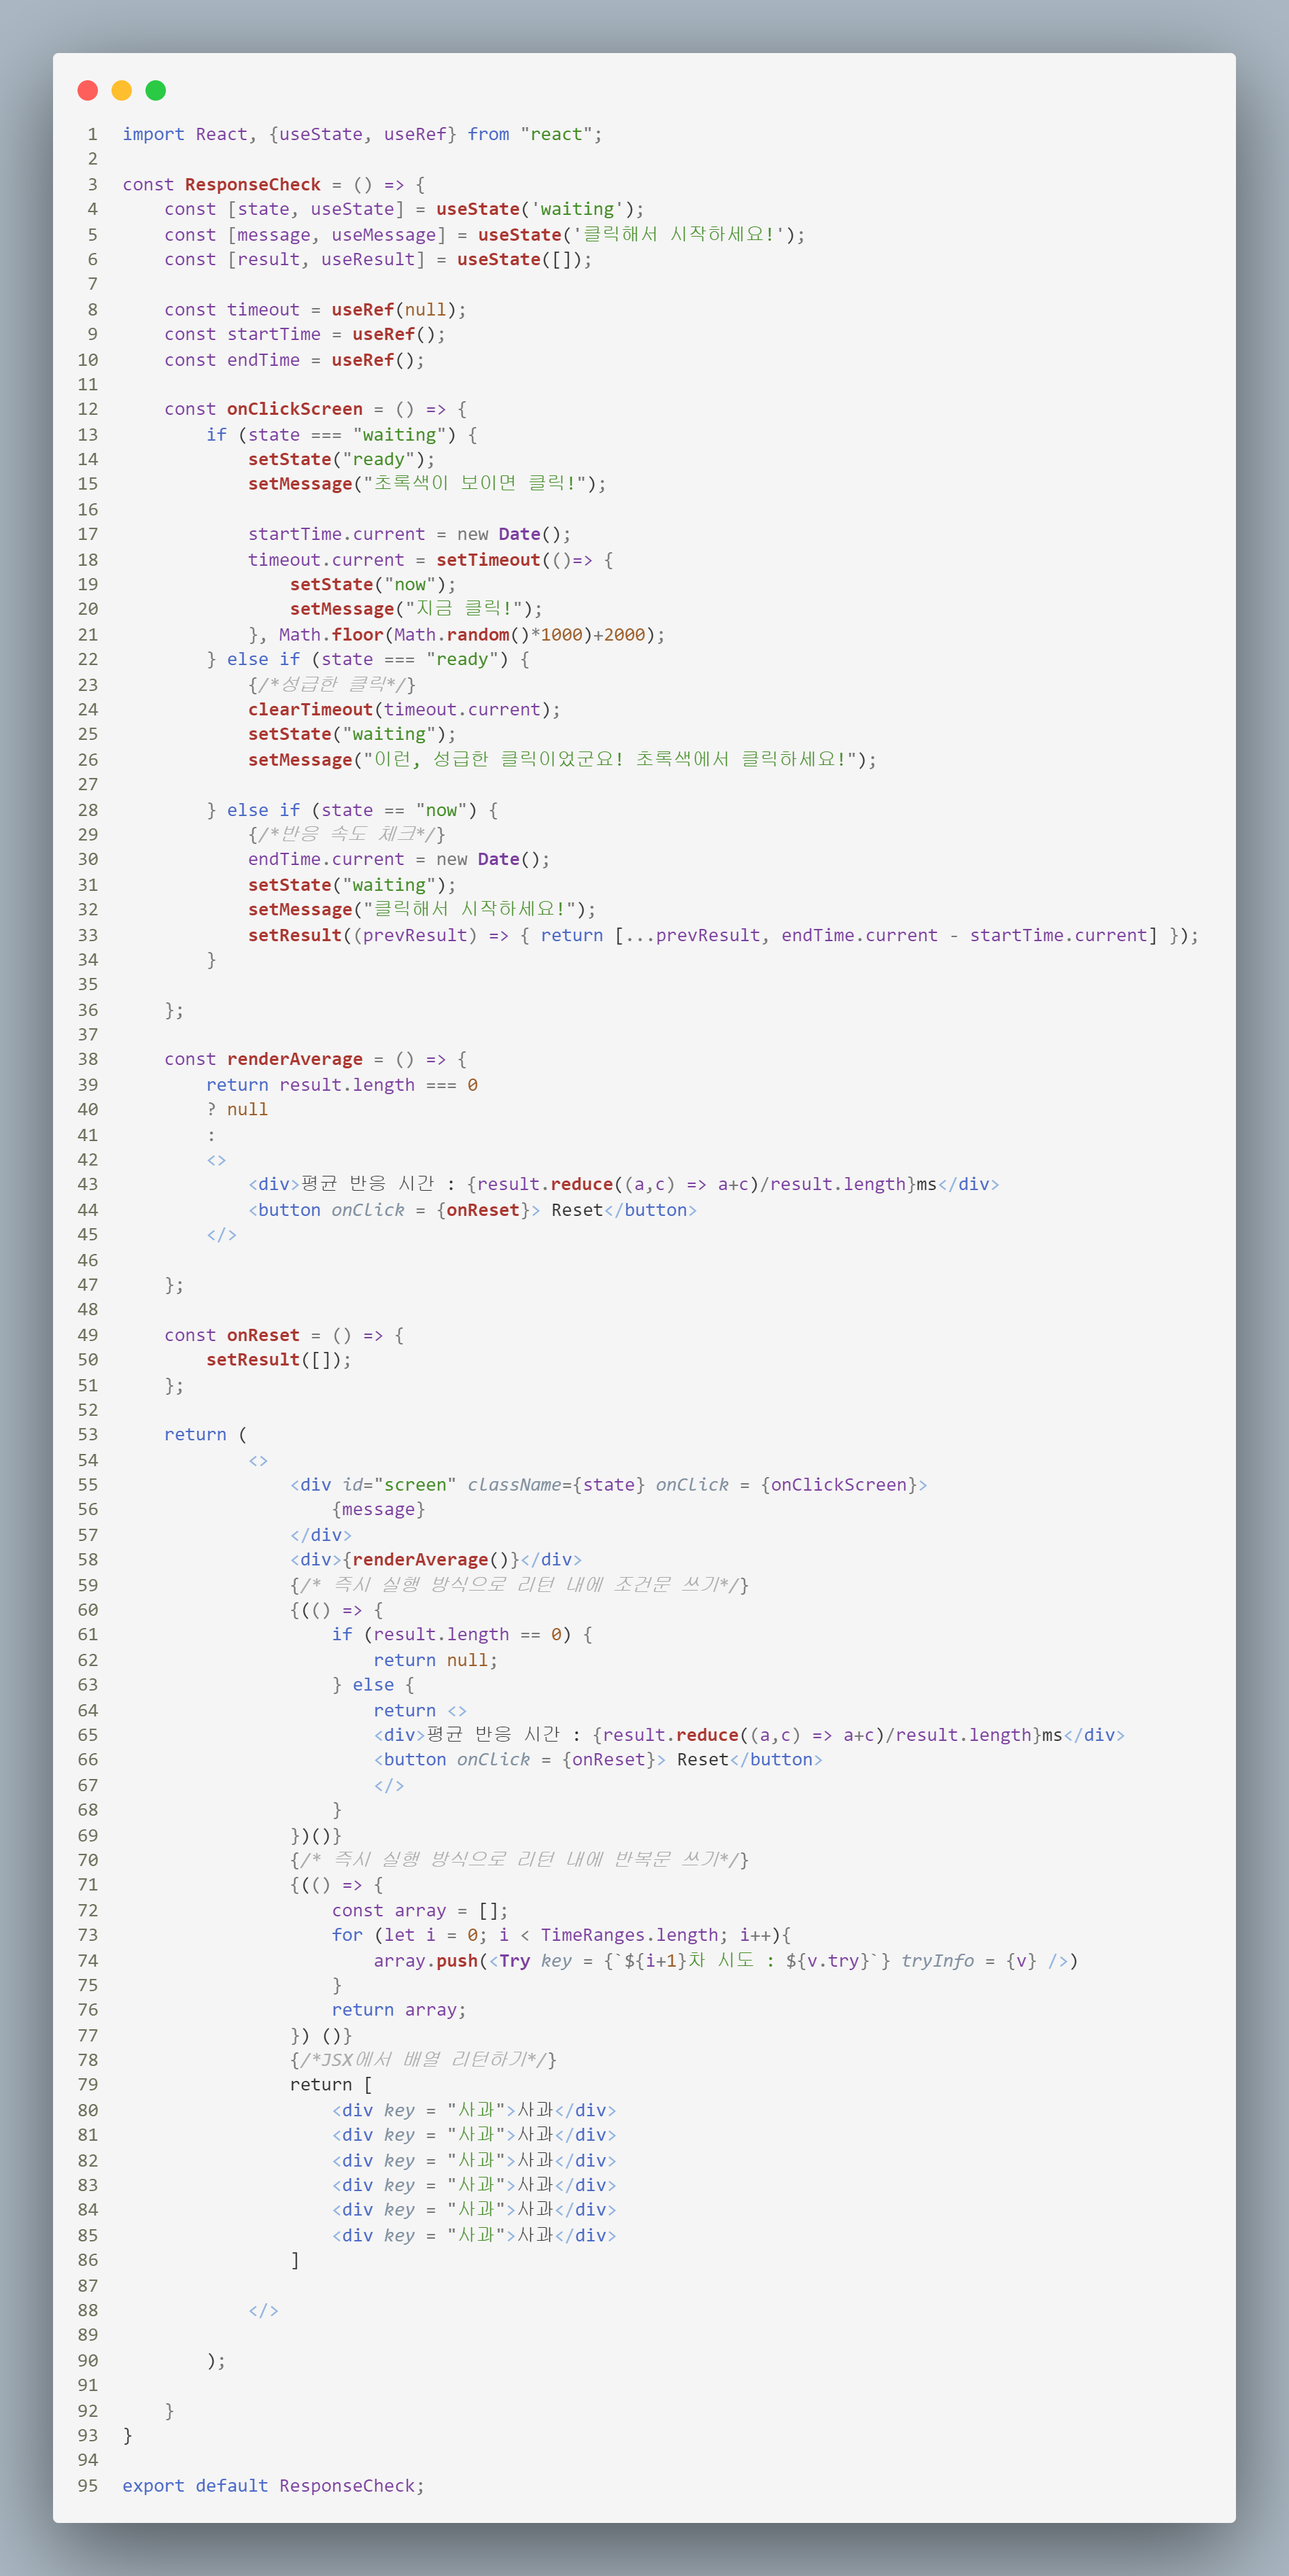 1 import React, {useState, useRef} from "react";
2
3 const ResponseCheck = () => {
4     const [state, useState] = useState('waiting');
5     const [message, useMessage] = useState('클릭해서 시작하세요!');
6     const [result, useResult] = useState([]);
7
8     const timeout = useRef(null);
9     const startTime = useRef();
10     const endTime = useRef();
11
12     const onClickScreen = () => {
13         if (state === "waiting") {
14             setState("ready");
15             setMessage("초록색이 보이면 클릭!");
16
17             startTime.current = new Date();
18             timeout.current = setTimeout(()=> {
19                 setState("now");
20                 setMessage("지금 클릭!");
21             }, Math.floor(Math.random()*1000)+2000);
22         } else if (state === "ready") {
23             {/*성급한 클릭*/}
24             clearTimeout(timeout.current);
25             setState("waiting");
26             setMessage("이런, 성급한 클릭이었군요! 초록색에서 클릭하세요!");
27
28         } else if (state == "now") {
29             {/*반응 속도 체크*/}
30             endTime.current = new Date();
31             setState("waiting");
32             setMessage("클릭해서 시작하세요!");
33             setResult((prevResult) => { return [...prevResult, endTime.current - startTime.current] });
34         }
35
36     };
37
38     const renderAverage = () => {
39         return result.length === 0
40         ? null
41         :
42         <>
43             <div>평균 반응 시간 : {result.reduce((a,c) => a+c)/result.length}ms</div>
44             <button onClick = {onReset}> Reset</button>
45         </>
46
47     };
48
49     const onReset = () => {
50         setResult([]);
51     };
52
53     return (
54             <>
55                 <div id="screen" className={state} onClick = {onClickScreen}>
56                     {message}
57                 </div>
58                 <div>{renderAverage()}</div>
59                 {/* 즉시 실행 방식으로 리턴 내에 조건문 쓰기*/}
60                 {(() => {
61                     if (result.length == 0) {
62                         return null;
63                     } else {
64                         return <>
65                         <div>평균 반응 시간 : {result.reduce((a,c) => a+c)/result.length}ms</div>
66                         <button onClick = {onReset}> Reset</button>
67                         </>
68                     }
69                 })()}
70                 {/* 즉시 실행 방식으로 리턴 내에 반복문 쓰기*/}
71                 {(() => {
72                     const array = [];
73                     for (let i = 0; i < TimeRanges.length; i++){
74                         array.push(<Try key = {`${i+1}차 시도 : ${v.try}`} tryInfo = {v} />)
75                     }
76                     return array;
77                 }) ()}
78                 {/*JSX에서 배열 리턴하기*/}
79                 return [
80                     <div key = "사과">사과</div>
81                     <div key = "사과">사과</div>
82                     <div key = "사과">사과</div>
83                     <div key = "사과">사과</div>
84                     <div key = "사과">사과</div>
85                     <div key = "사과">사과</div>
86                 ]
87
88             </>
89
90         );
91
92     }
93 }
94
95 export default ResponseCheck;